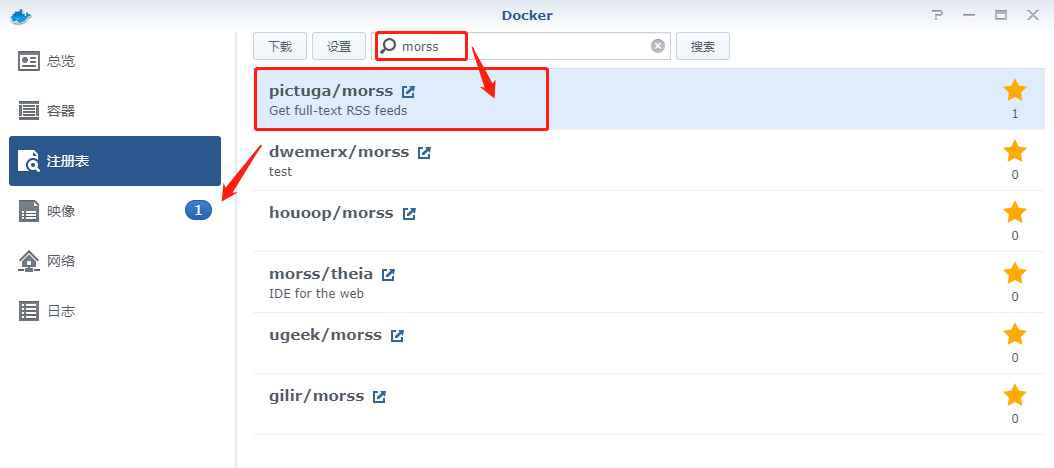 Docker
总览
容器
注册表
映像
1
网络
日志
下载
设置
morss
搜索
pictuga/morss
Get full-text RSS feeds
1
dwemerx/morss
test
0
houoop/morss
0
morss/theia
IDE for the web
0
ugeek/morss
0
gilir/morss
0